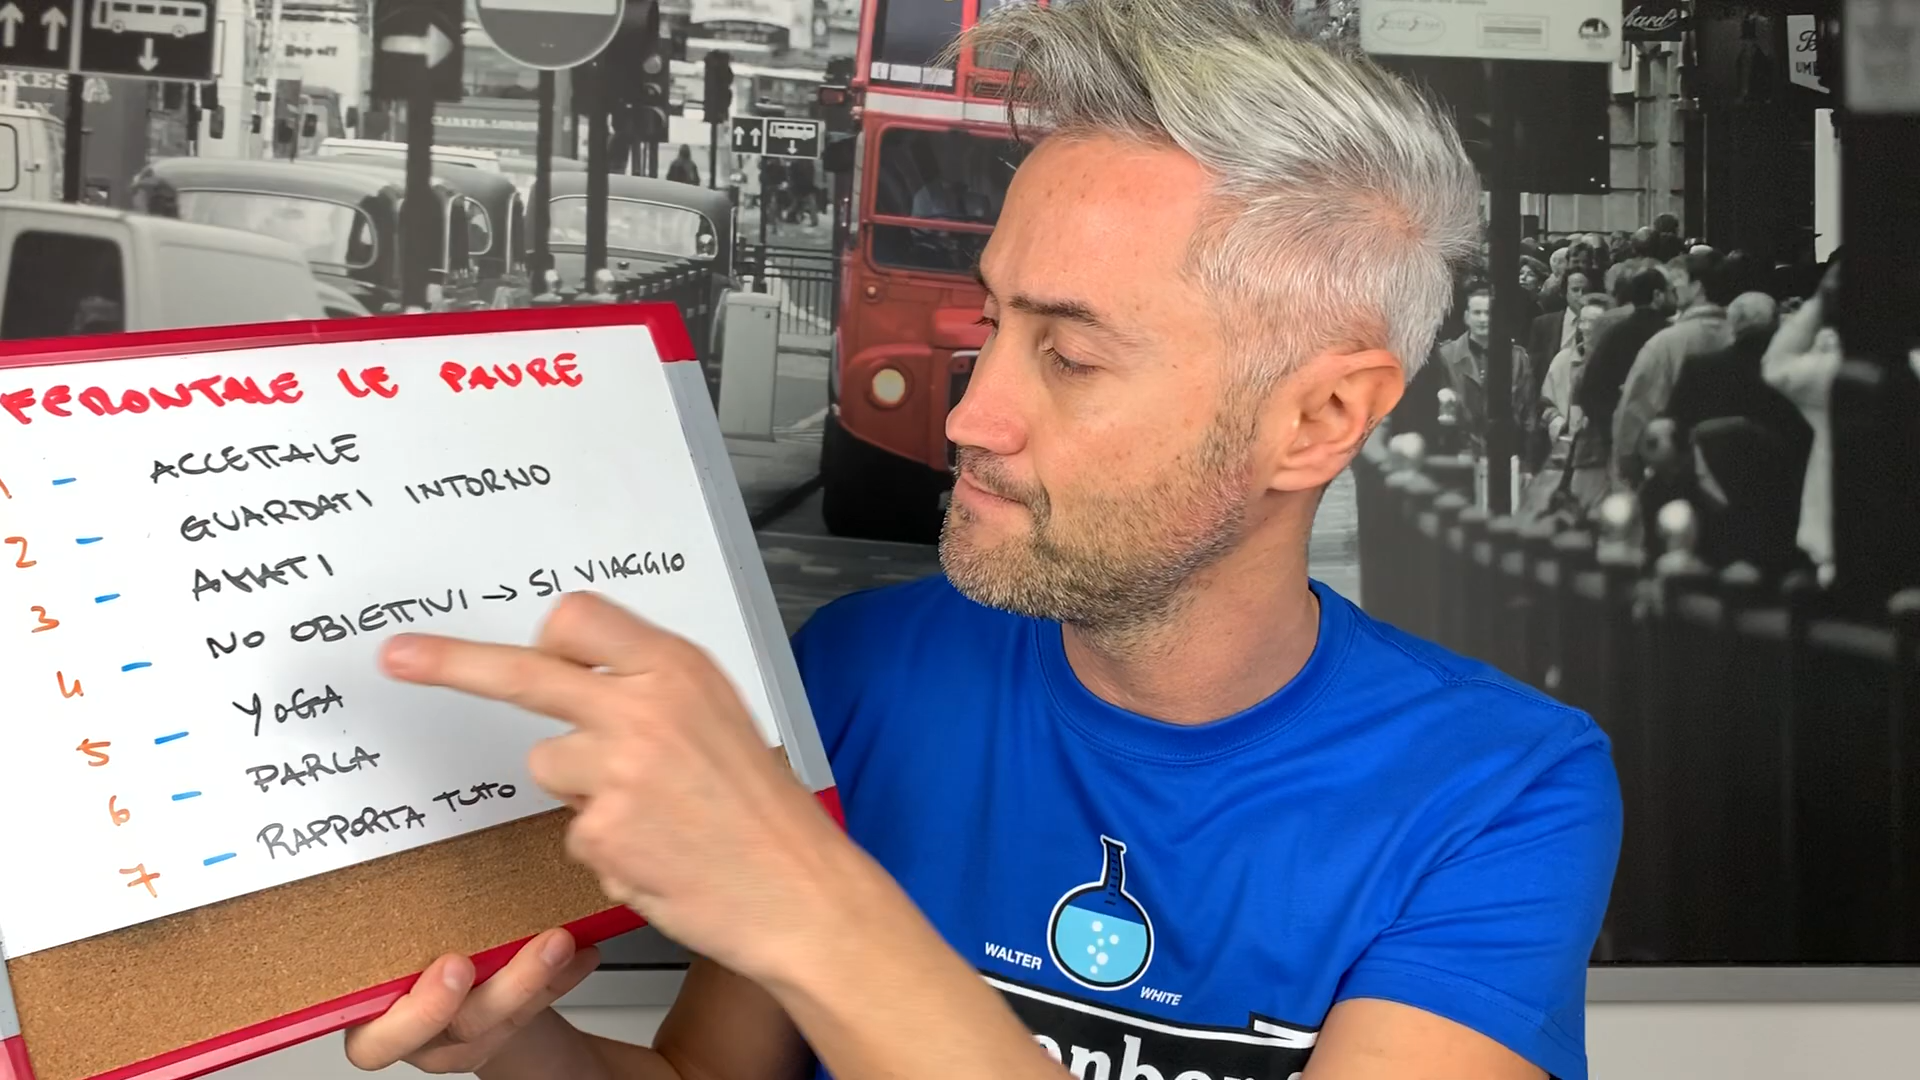 FFRONTALE LE PAURE
1 - ACCETTALE
2 - GUARDATI INTORNO
3 - AMATI
4 - NO OBIETTIVI → SI VIAGGIO
5 - YOGA
6 - PARLA
7 - RAPPORTA TUTTO
WALTER
WHITE